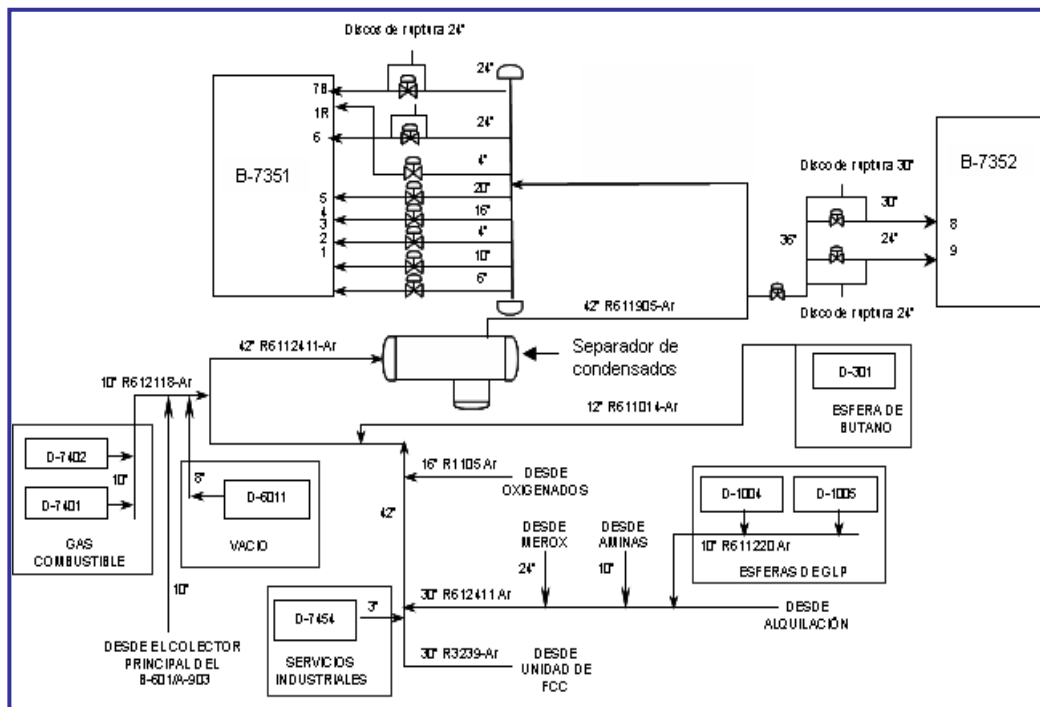 Discos de ruptura 24"
24"
7B
1R
24"
6
4"
B-7351
20"
5
16"
4
3
4"
2
10"
1
6"
B-7352
Disco de ruptura 30"
30"
8
36"
24"
9
Disco de ruptura 24"
42" R611905-Ar
42" R6112411-Ar
Separador de
condensados
10" R612118-Ar
12" R611014-Ar
D-301
ESFERA DE
BUTANO
D-7402
10"
D-7401
GAS
COMBUSTIBLE
8"
D-6011
VACIO
16" R1105 Ar
DESDE
OXIGENADOS
42"
D-1004
D-1005
10" R611220 Ar
ESFERAS DE GLP
DESDE
MEROX
24"
DESDE
AMINAS
10"
30" R612411 Ar
DESDE
ALQUILACIÓN
10"
DESDE EL COLECTOR
PRINCIPAL DEL
B-601/A-903
D-7454
3"
SERVICIOS
INDUSTRIALES
30" R3239-Ar
DESDE
UNIDAD DE
FCC